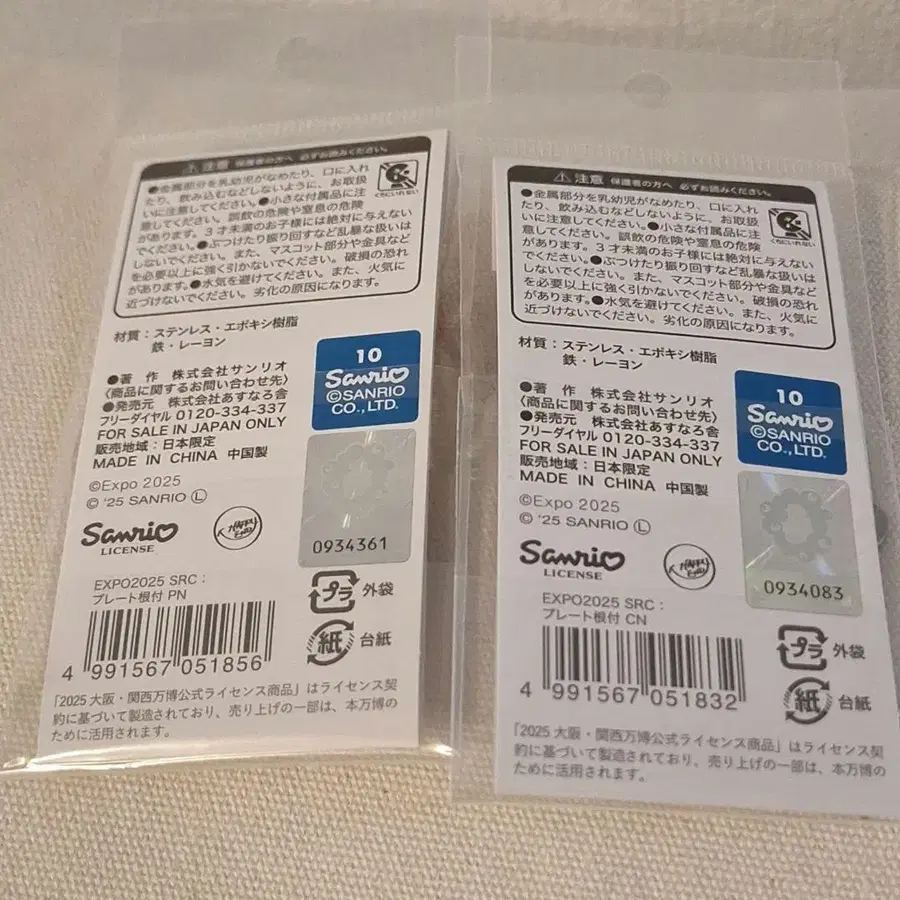 ⚠ 注意 保護者の方へ 必ずお読みください。
●金属部分を乳幼児がなめたり、口に入れ
たり、飲み込むなどしないように、お取扱
いに注意してください。●小さな付属品に注
意してください。誤飲の危険や窒息の危険
があります。3才未満のお子様には絶対に与えない
でください。●ぶつけたり振り回すなど乱暴な扱いは
しないでください。また、マスコット部分や金具など
を必要以上に強く引かないでください。破損の恐れ
があります。●水気を避けてください。また、火気に
近づけないでください。劣化の原因になります。
くちにいれない
材質:ステンレス・エポキシ樹脂
鉄・レーヨン
●著 作 株式会社サンリオ
〈商品に関するお問い合わせ先〉
●発売元 株式会社あすなろ舎
フリーダイヤル 0120-334-337
FOR SALE IN JAPAN ONLY
販売地域:日本限定
MADE IN CHINA 中国製
10
Sanrio
©SANRIO
CO., LTD.
0934361
©Expo 2025
© '25 SANRIO Ⓛ
Sanrio
LICENSE
EXPO2025 SRC:
プレート根付 PN
プラ 外袋
紙 台紙
4 991567 051856
「2025 大阪・関西万博公式ライセンス商品」はライセンス契
約に基づいて製造されており、売り上げの一部は、本万博の
ために活用されます。
⚠ 注意 保護者の方へ 必ずお読みください。
●金属部分を乳幼児がなめたり、口に入れ
たり、飲み込むなどしないように、お取扱
いに注意してください。●小さな付属品に注
意してください。誤飲の危険や窒息の危険
があります。3才未満のお子様には絶対に与えない
でください。●ぶつけたり振り回すなど乱暴な扱いは
しないでください。また、マスコット部分や金具など
を必要以上に強く引かないでください。破損の恐れ
があります。●水気を避けてください。また、火気に
近づけないでください。劣化の原因になります。
くちにいれない
材質:ステンレス・エポキシ樹脂
鉄・レーヨン
●著 作 株式会社サンリオ
〈商品に関するお問い合わせ先〉
●発売元 株式会社あすなろ舎
フリーダイヤル 0120-334-337
FOR SALE IN JAPAN ONLY
販売地域:日本限定
MADE IN CHINA 中国製
10
Sanrio
©SANRIO
CO., LTD.
0934083
©Expo 2025
© '25 SANRIO Ⓛ
Sanrio
LICENSE
EXPO2025 SRC:
プレート根付 CN
プラ 外袋
紙 台紙
4 991567 051832
「2025 大阪・関西万博公式ライセンス商品」はライセンス契
約に基づいて製造されており、売り上げの一部は、本万博の
ために活用されます。